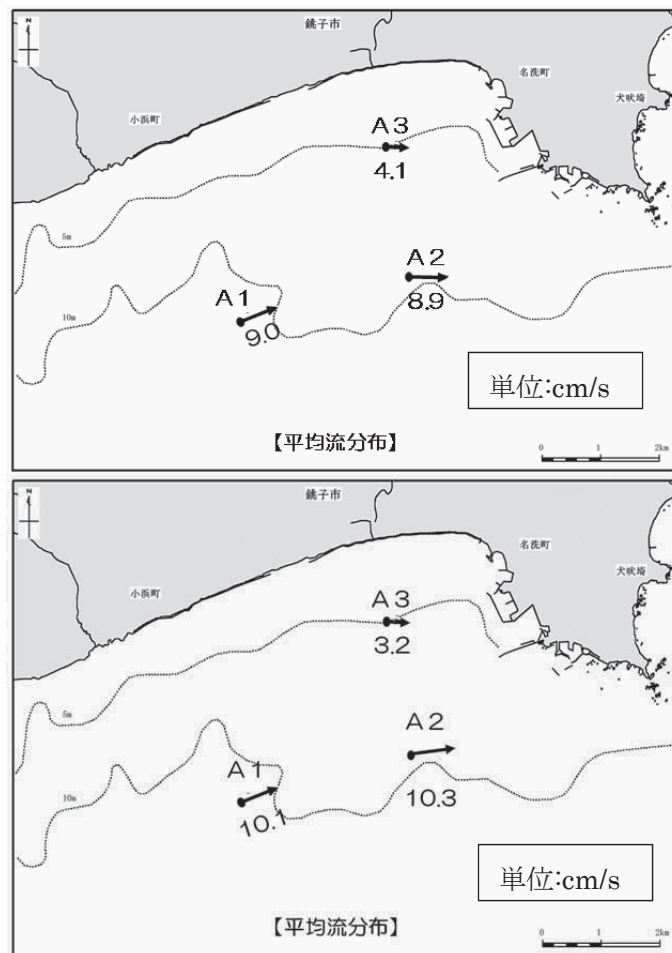 銚子市
N
名洗町
犬吠埼
小浜町
A3
4.1
5m
A2
8.9
A1
9.0
10m
単位:cm/s
【平均流分布】
0 1 2km
銚子市
N
名洗町
犬吠埼
小浜町
A3
3.2
5m
A2
10.3
A1
10.1
10m
単位:cm/s
【平均流分布】
0 1 2km